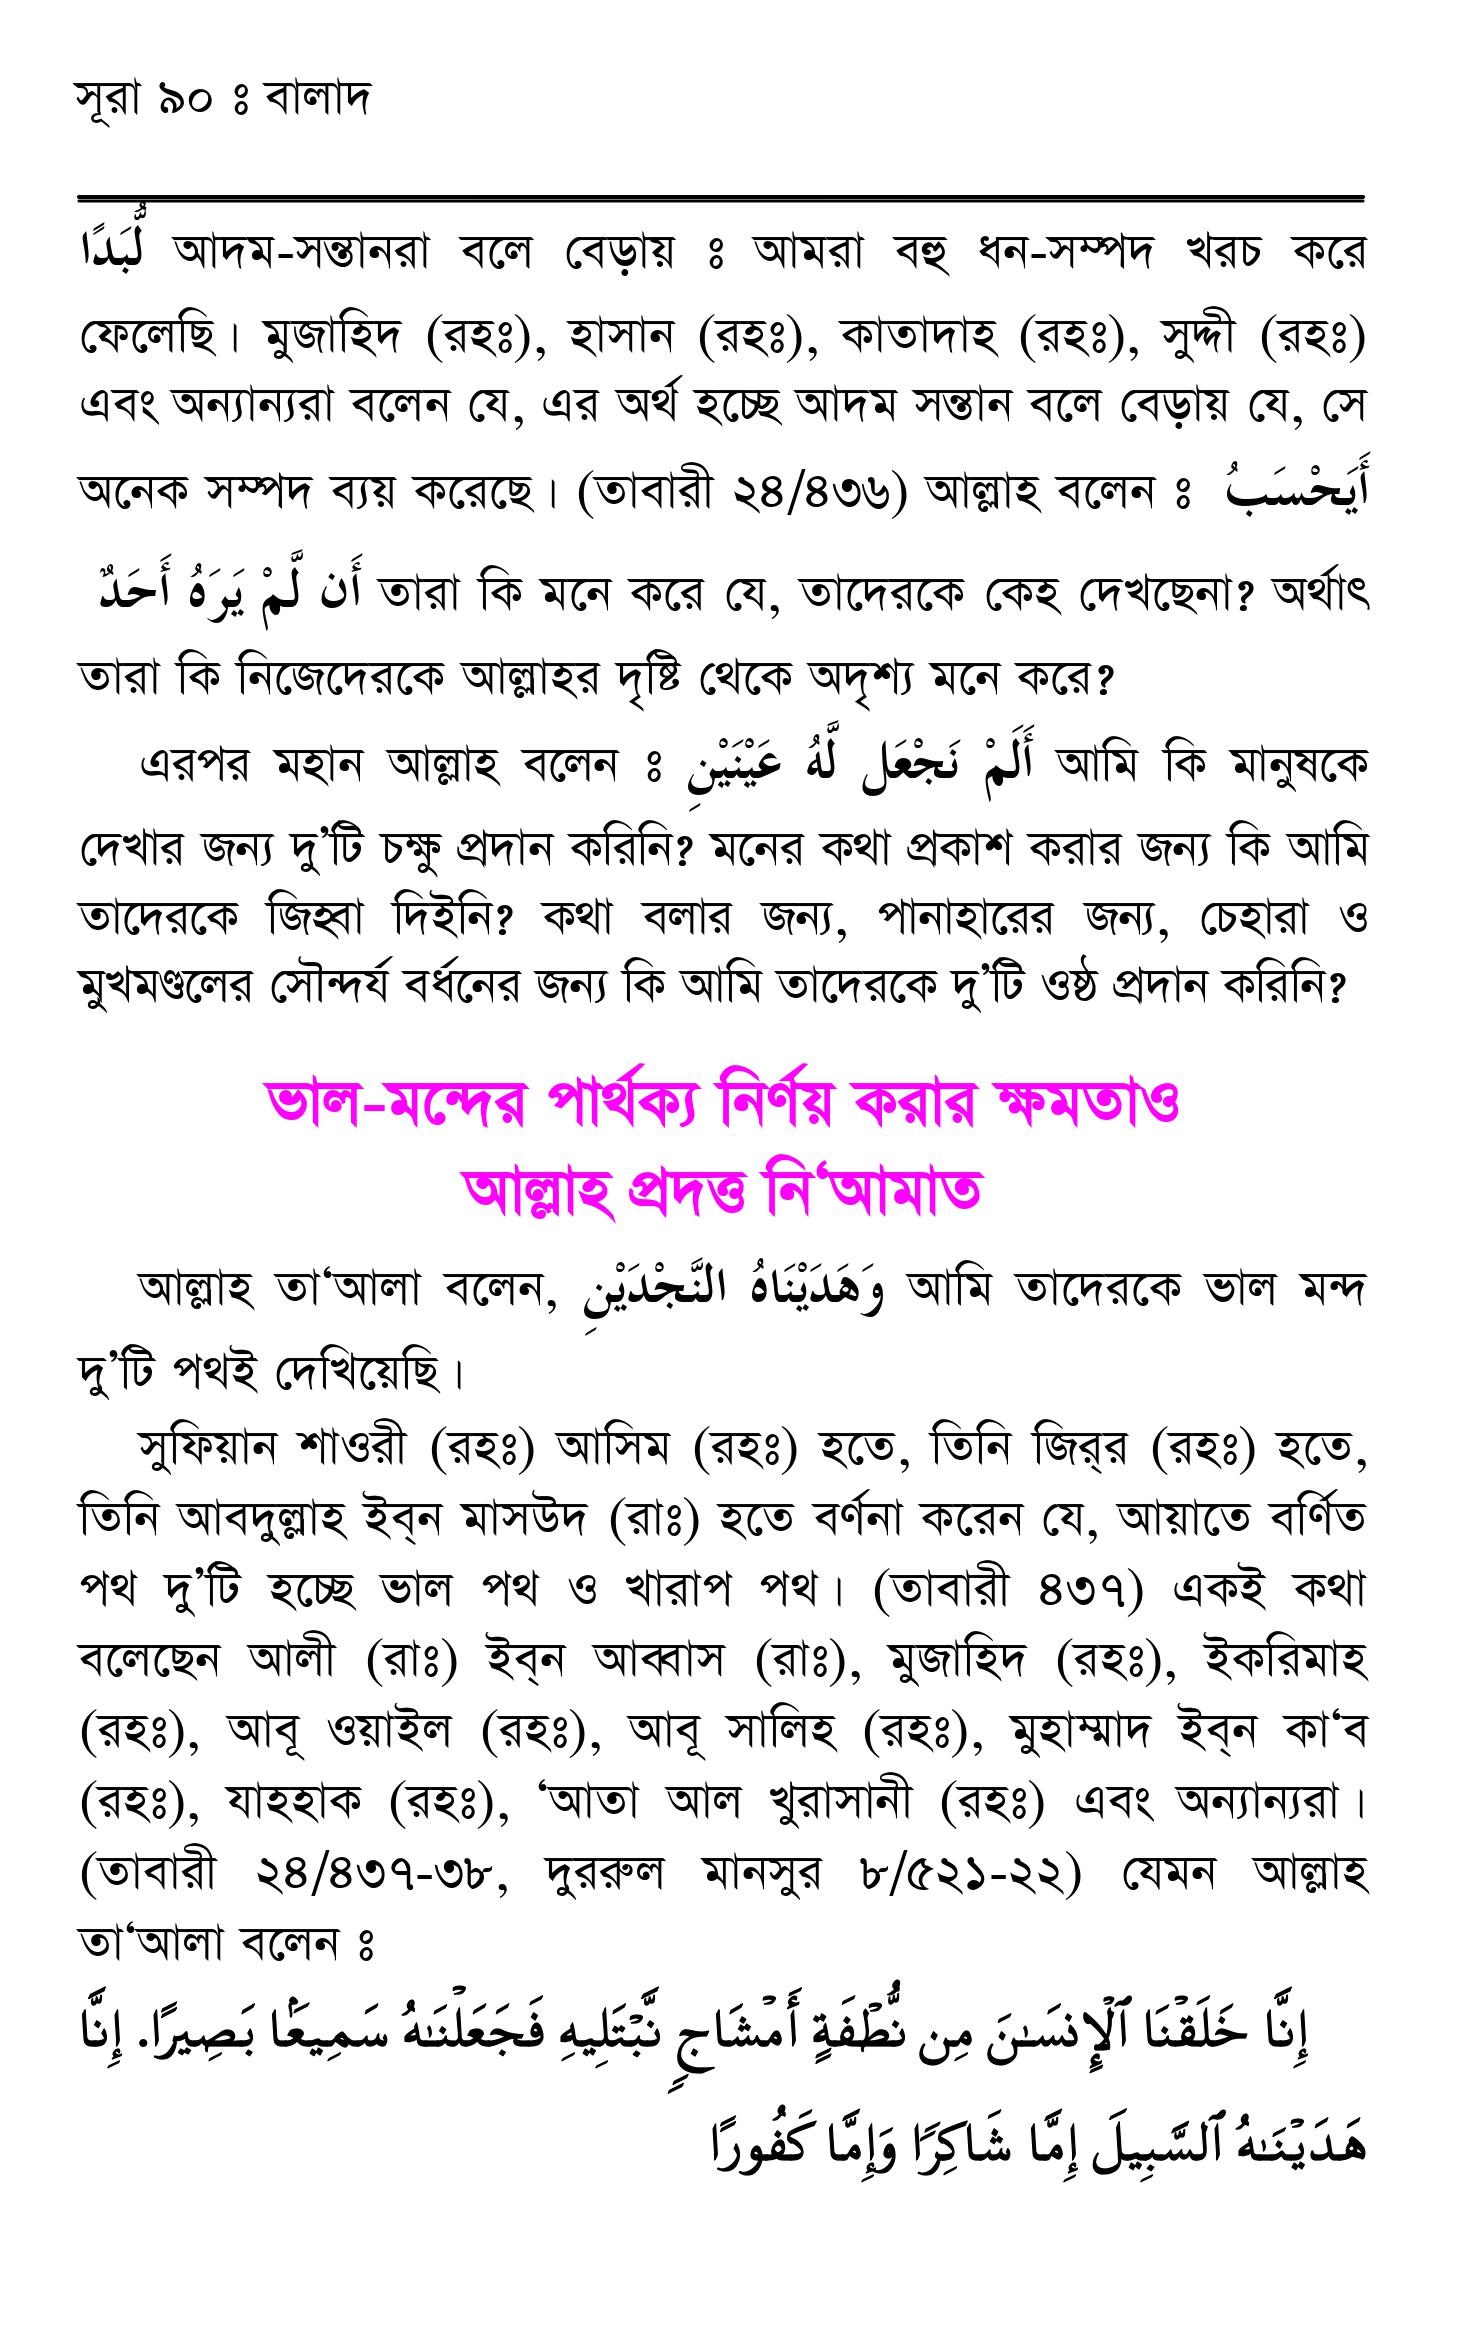 সূরা ৯০ ঃ বালাদ
لُّبَدًا আদম-সন্তানরা বলে বেড়ায় ঃ আমরা বহু ধন-সম্পদ খরচ করে
ফেলেছি। মুজাহিদ (রহঃ), হাসান (রহঃ), কাতাদাহ (রহঃ), সুদ্দী (রহঃ)
এবং অন্যান্যরা বলেন যে, এর অর্থ হচ্ছে আদম সন্তান বলে বেড়ায় যে, সে
অনেক সম্পদ ব্যয় করেছে। (তাবারী ২৪/৪৩৬) আল্লাহ বলেন ঃ أَيَحْسَبُ
أَن لَّمْ يَرَهُ أَحَدٌ তারা কি মনে করে যে, তাদেরকে কেহ দেখছেনা? অর্থাৎ
তারা কি নিজেদেরকে আল্লাহর দৃষ্টি থেকে অদৃশ্য মনে করে?
এরপর মহান আল্লাহ বলেন ঃ أَلَمْ نَجْعَل لَّهُ عَيْنَيْنِ আমি কি মানুষকে
দেখার জন্য দু’টি চক্ষু প্রদান করিনি? মনের কথা প্রকাশ করার জন্য কি আমি
তাদেরকে জিহ্বা দিইনি? কথা বলার জন্য, পানাহারের জন্য, চেহারা ও
মুখমণ্ডলের সৌন্দর্য বর্ধনের জন্য কি আমি তাদেরকে দু’টি ওষ্ঠ প্রদান করিনি?
ভাল-মন্দের পার্থক্য নির্ণয় করার ক্ষমতাও
আল্লাহ প্রদত্ত নি‘আমাত
আল্লাহ তা‘আলা বলেন, وَهَدَيْنَاهُ النَّجْدَيْنِ আমি তাদেরকে ভাল মন্দ
দু’টি পথই দেখিয়েছি।
সুফিয়ান শাওরী (রহঃ) আসিম (রহঃ) হতে, তিনি জির্‌র (রহঃ) হতে,
তিনি আবদুল্লাহ ইব্‌ন মাসউদ (রাঃ) হতে বর্ণনা করেন যে, আয়াতে বর্ণিত
পথ দু’টি হচ্ছে ভাল পথ ও খারাপ পথ। (তাবারী ৪৩৭) একই কথা
বলেছেন আলী (রাঃ) ইব্‌ন আব্বাস (রাঃ), মুজাহিদ (রহঃ), ইকরিমাহ
(রহঃ), আবূ ওয়াইল (রহঃ), আবূ সালিহ (রহঃ), মুহাম্মাদ ইব্‌ন কা‘ব
(রহঃ), যাহহাক (রহঃ), ‘আতা আল খুরাসানী (রহঃ) এবং অন্যান্যরা।
(তাবারী ২৪/৪৩৭-৩৮, দুররুল মানসুর ৮/৫২১-২২) যেমন আল্লাহ
তা‘আলা বলেন ঃ
إِنَّا خَلَقْنَا ٱلْإِنسَـٰنَ مِن نُّطْفَةٍ أَمْشَاجٍ نَّبْتَلِيهِ فَجَعَلْنَـٰهُ سَمِيعًۢا بَصِيرًا. إِنَّا
هَدَيْنَـٰهُ ٱلسَّبِيلَ إِمَّا شَاكِرًا وَإِمَّا كَفُورًا